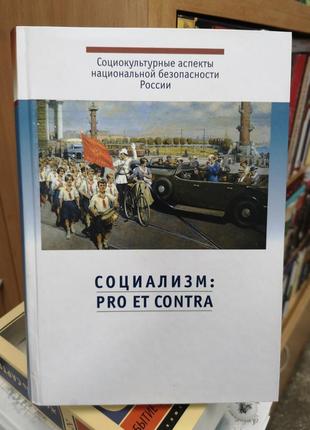 Социокультурные аспекты
национальной безопасности
России
СОЦИАЛИЗМ:
PRO ET CONTRA